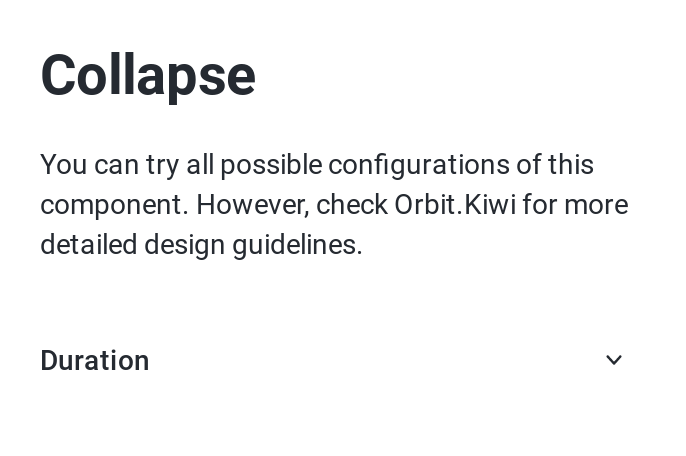 Collapse
You can try all possible configurations of this
component. However, check Orbit.Kiwi for more
detailed design guidelines.
Duration